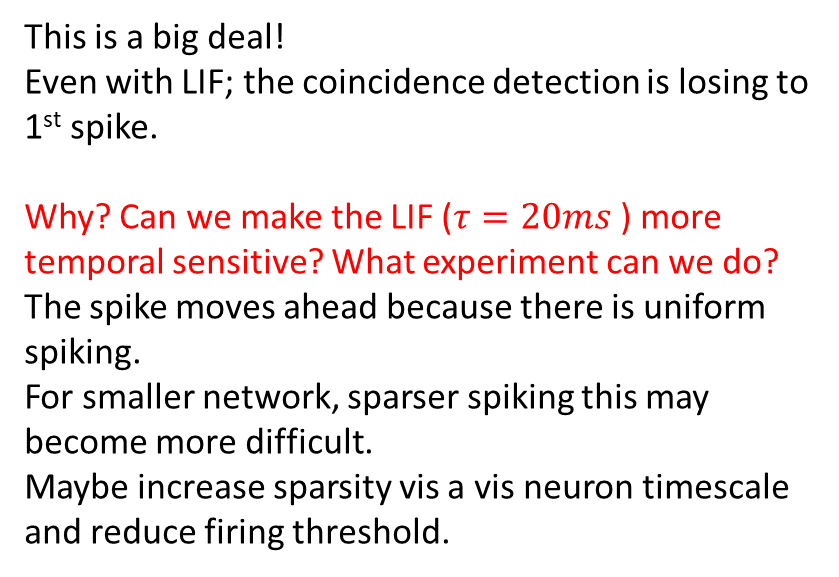 This is a big deal!
Even with LIF; the coincidence detection is losing to
1st spike.
Why? Can we make the LIF (τ = 20ms ) more
temporal sensitive? What experiment can we do?
The spike moves ahead because there is uniform
spiking.
For smaller network, sparser spiking this may
become more difficult.
Maybe increase sparsity vis a vis neuron timescale
and reduce firing threshold.